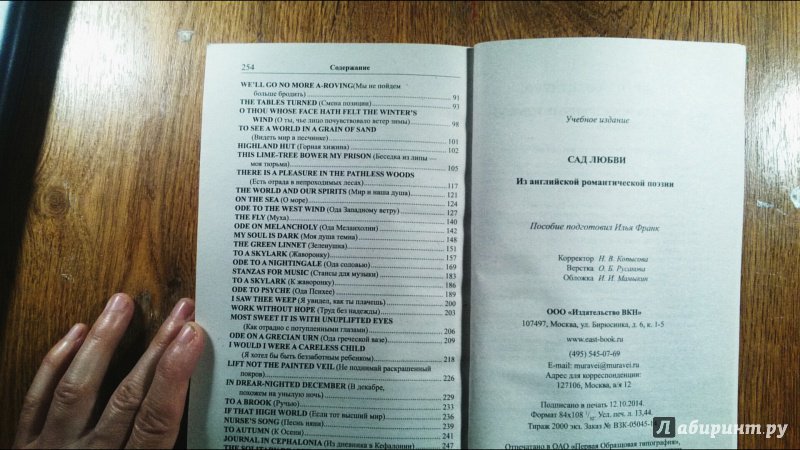 254
Содержание
WE'LL GO NO MORE A-ROVING(Мы не пойдем
больше бродить) 91
THE TABLES TURNED (Смена позиции) 93
O THOU WHOSE FACE HATH FELT THE WINTER'S
WIND (О ты, чье лицо почувствовало ветер зимы) 98
TO SEE A WORLD IN A GRAIN OF SAND
(Видеть мир в песчинке) 101
HIGHLAND HUT (Горная хижина) 102
THIS LIME-TREE BOWER MY PRISON (Беседка из липы —
моя тюрьма) 105
THERE IS A PLEASURE IN THE PATHLESS WOODS
(Есть отрада в непроходимых лесах) 117
THE WORLD AND OUR SPIRITS (Мир и наша душа) 121
ON THE SEA (О море) 124
ODE TO THE WEST WIND (Ода Западному ветру) 127
THE FLY (Муха) 140
ODE ON MELANCHOLY (Ода Меланхолии) 142
MY SOUL IS DARK (Моя душа темна) 148
THE GREEN LINNET (Зеленушка) 151
TO A SKYLARK (Жаворонку) 157
ODE TO A NIGHTINGALE (Ода соловью) 169
STANZAS FOR MUSIC (Стансы для музыки) 183
TO A SKYLARK (К жаворонку) 186
ODE TO PSYCHE (Ода Психее) 189
I SAW THEE WEEP (Я увидел, как ты плачешь) 200
WORK WITHOUT HOPE (Труд без надежды) 203
MOST SWEET IT IS WITH UNUPLIFTED EYES
(Как отрадно с потупленными глазами) 206
ODE ON A GRECIAN URN (Ода греческой вазе) 209
I WOULD I WERE A CARELESS CHILD
(Я хотел бы быть беззаботным ребенком) 218
LIFT NOT THE PAINTED VEIL (Не поднимай раскрашенный
покров) 226
IN DREAR-NIGHTED DECEMBER (В декабре,
похожем на унылую ночь) 229
TO A BROOK (Ручью) 233
IF THAT HIGH WORLD (Если тот высший мир) 236
NURSE'S SONG (Песнь няни) 239
TO AUTUMN (К Осени) 241
JOURNAL IN CEPHALONIA (Из дневника в Кефалонии) 247
Учебное издание
САД ЛЮБВИ
Из английской романтической поэзии
Пособие подготовил Илья Франк
Корректор Н. В. Копысова
Верстка О. Б. Русанова
Обложка И. И. Мамыкин
ООО «Издательство ВКН»
107497, Москва, ул. Бирюсинка, д. 6, к. 1-5
www.east-book.ru
(495) 545-07-69
E-mail: muravei@muravei.ru
Адрес для корреспонденции:
127106, Москва, а/я 12
Подписано в печать 12.10.2014.
Формат 84х108 1/32. Усл. печ. л. 13,44.
Тираж 2000 экз. Заказ № ВЗК-05045-1
Отпечатано в ОАО «Первая Образцовая типография»,
Лабиринт.ру